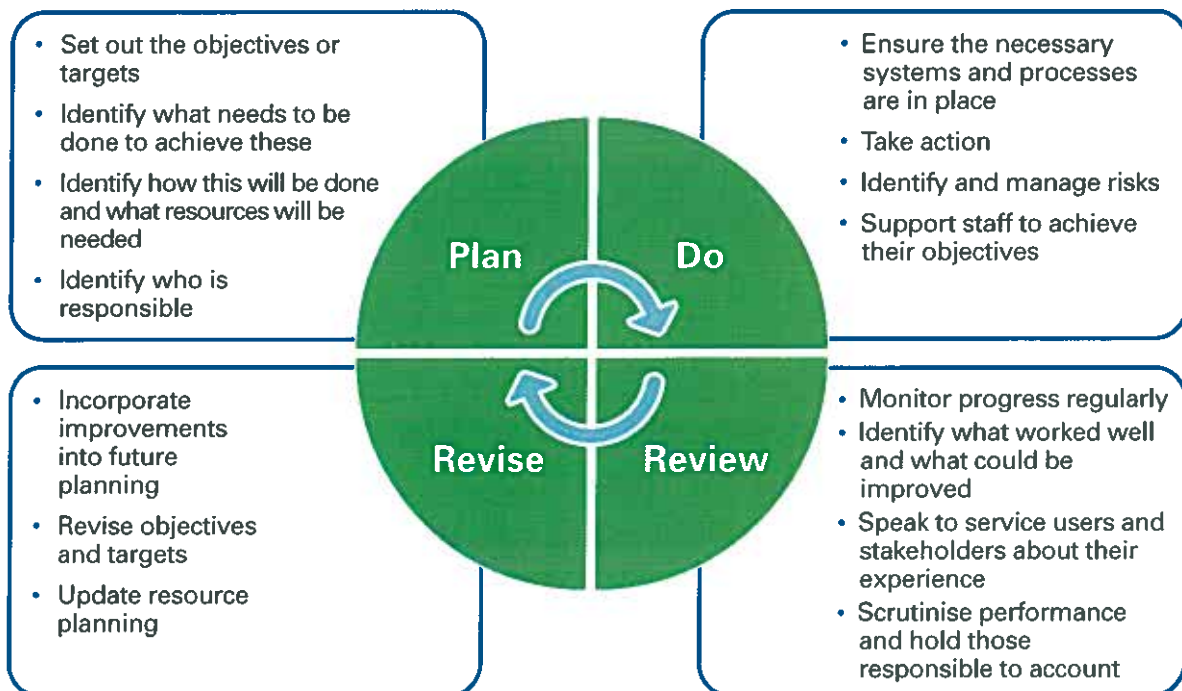 • Set out the objectives or
targets
• Identify what needs to be
done to achieve these
• Identify how this will be done
and what resources will be
needed
• Identify who is
responsible
• Ensure the necessary
systems and processes
are in place
• Take action
• Identify and manage risks
• Support staff to achieve
their objectives
Plan
Do
Revise
Review
• Incorporate
improvements
into future
planning
• Revise objectives
and targets
• Update resource
planning
• Monitor progress regularly
• Identify what worked well
and what could be
improved
• Speak to service users and
stakeholders about their
experience
• Scrutinise performance
and hold those
responsible to account